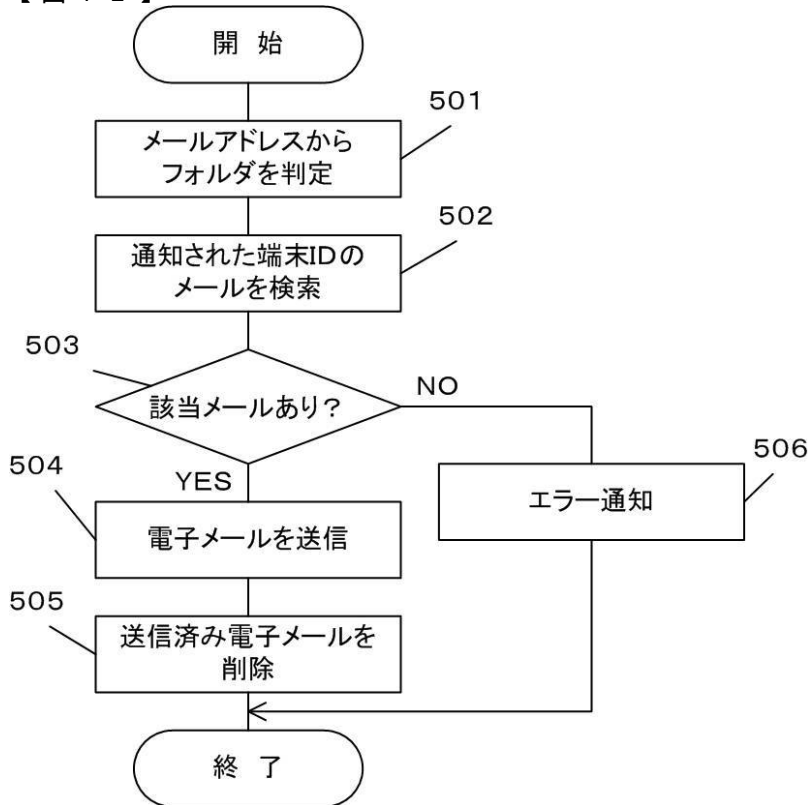 開 始
501
メールアドレスから
フォルダを判定
502
通知された端末IDの
メールを検索
503
該当メールあり?
NO
YES
504
電子メールを送信
506
エラー通知
505
送信済み電子メールを
削除
終 了